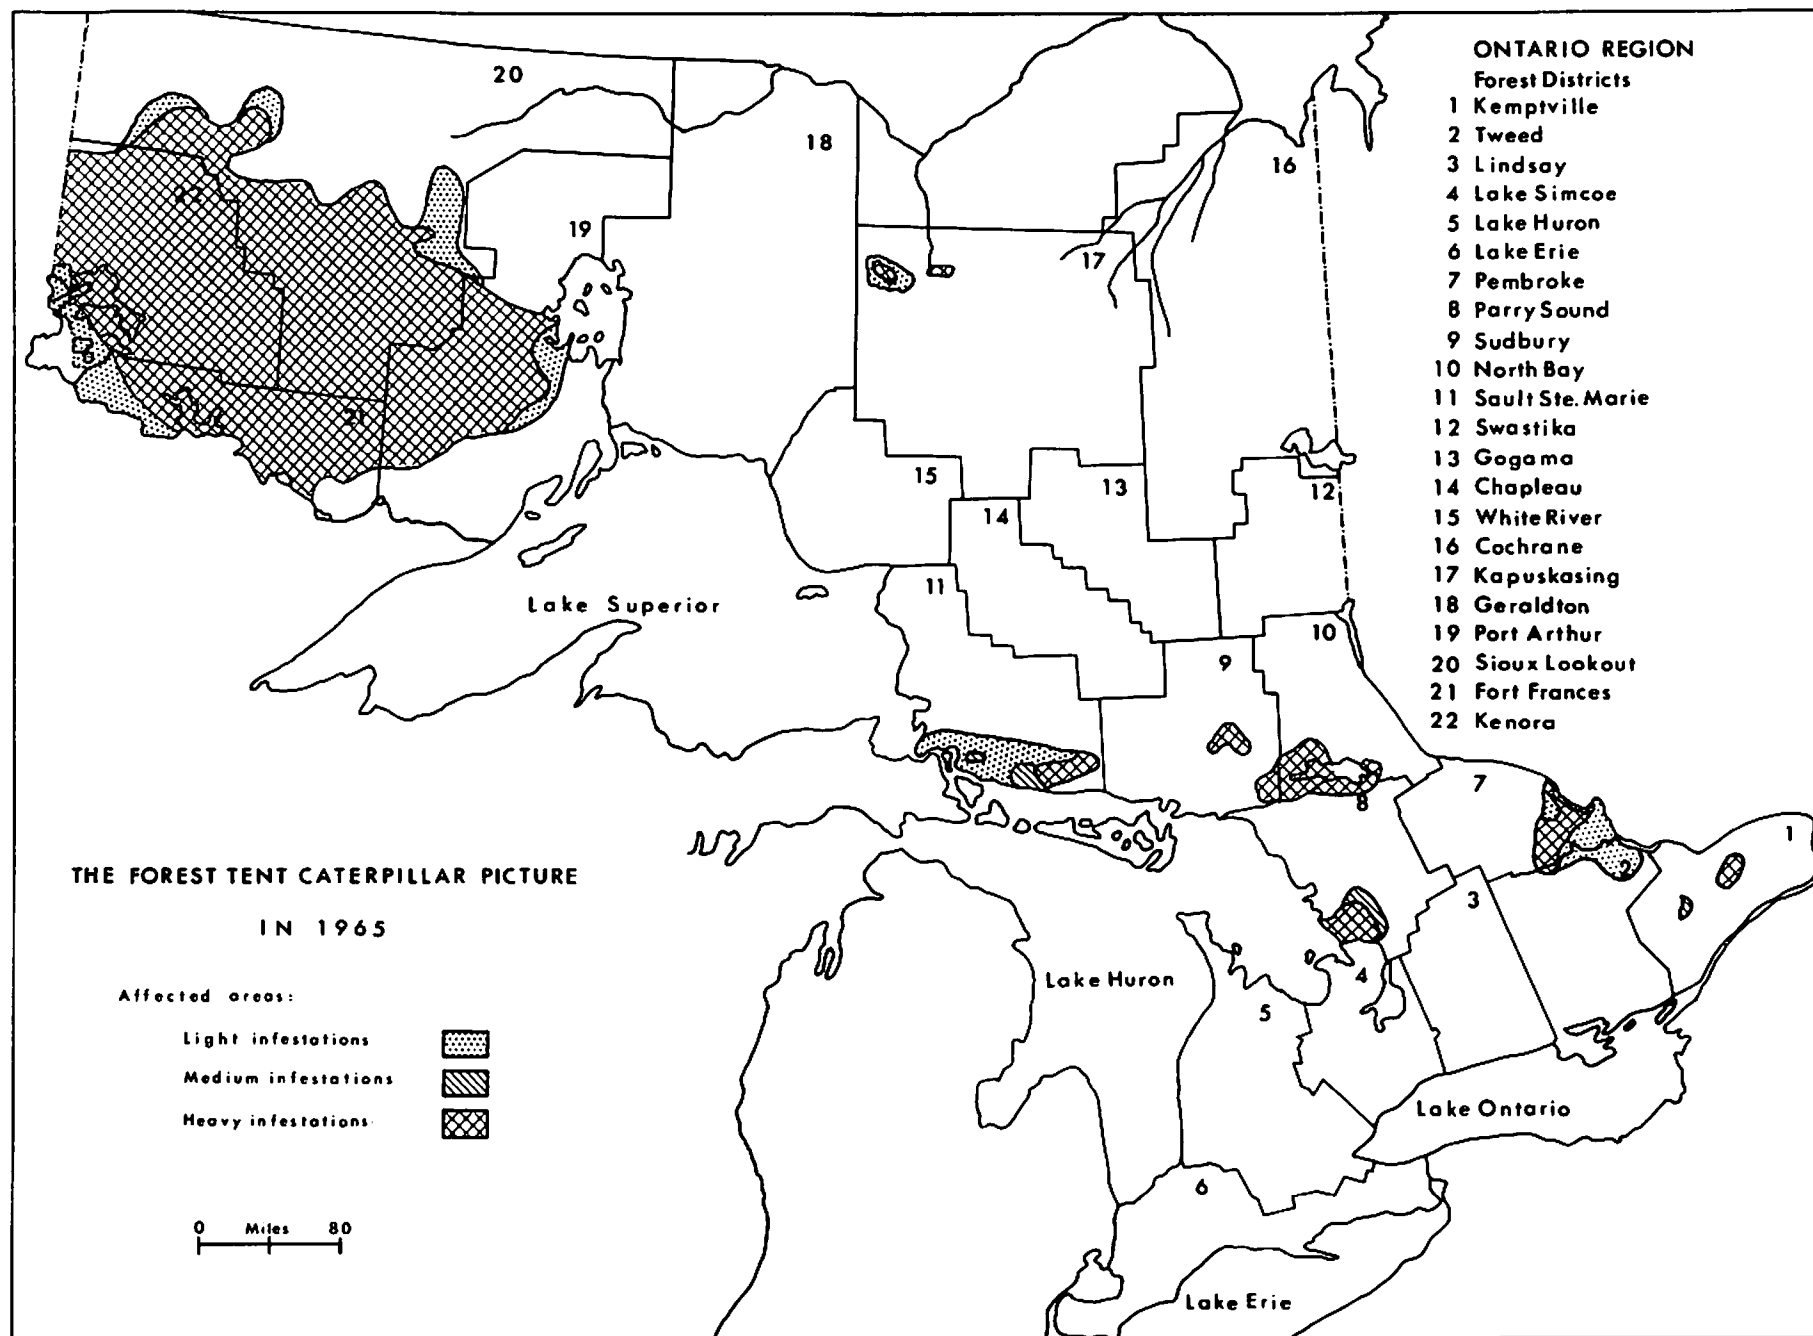 ONTARIO REGION
Forest Districts
1 Kemptville
2 Tweed
3 Lindsay
4 Lake Simcoe
5 Lake Huron
6 Lake Erie
7 Pembroke
8 Parry Sound
9 Sudbury
10 North Bay
11 Sault Ste. Marie
12 Swastika
13 Gogama
14 Chapleau
15 White River
16 Cochrane
17 Kapuskasing
18 Geraldton
19 Port Arthur
20 Sioux Lookout
21 Fort Frances
22 Kenora
20
18
16
22
19
17
21
15
13
12
14
11
Lake Superior
10
9
8
7
1
2
3
THE FOREST TENT CATERPILLAR PICTURE
IN 1965
Lake Huron
4
5
Affected areas:
Light infestations
Medium infestations
Heavy infestations
Lake Ontario
6
0 Miles 80
Lake Erie